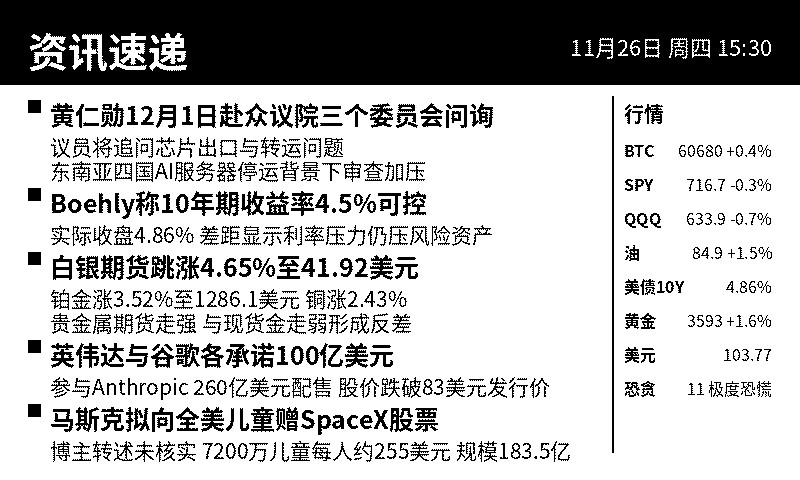 资讯速递
11月26日 周四 15:30
黄仁勋12月1日赴众议院三个委员会问询
议员将追问芯片出口与转运问题
东南亚四国AI服务器停运背景下审查加压
Boehly称10年期收益率4.5%可控
实际收盘4.86% 差距显示利率压力仍压风险资产
白银期货跳涨4.65%至41.92美元
铂金涨3.52%至1286.1美元 铜涨2.43%
贵金属期货走强 与现货金走弱形成反差
英伟达与谷歌各承诺100亿美元
参与Anthropic 260亿美元配售 股价跌破83美元发行价
马斯克拟向全美儿童赠SpaceX股票
博主转述未核实 7200万儿童每人约255美元 规模183.5亿
行情
BTC 60680 +0.4%
SPY 716.7 -0.3%
QQQ 633.9 -0.7%
油 84.9 +1.5%
美债10Y 4.86%
黄金 3593 +1.6%
美元 103.77
恐贪 11 极度恐慌